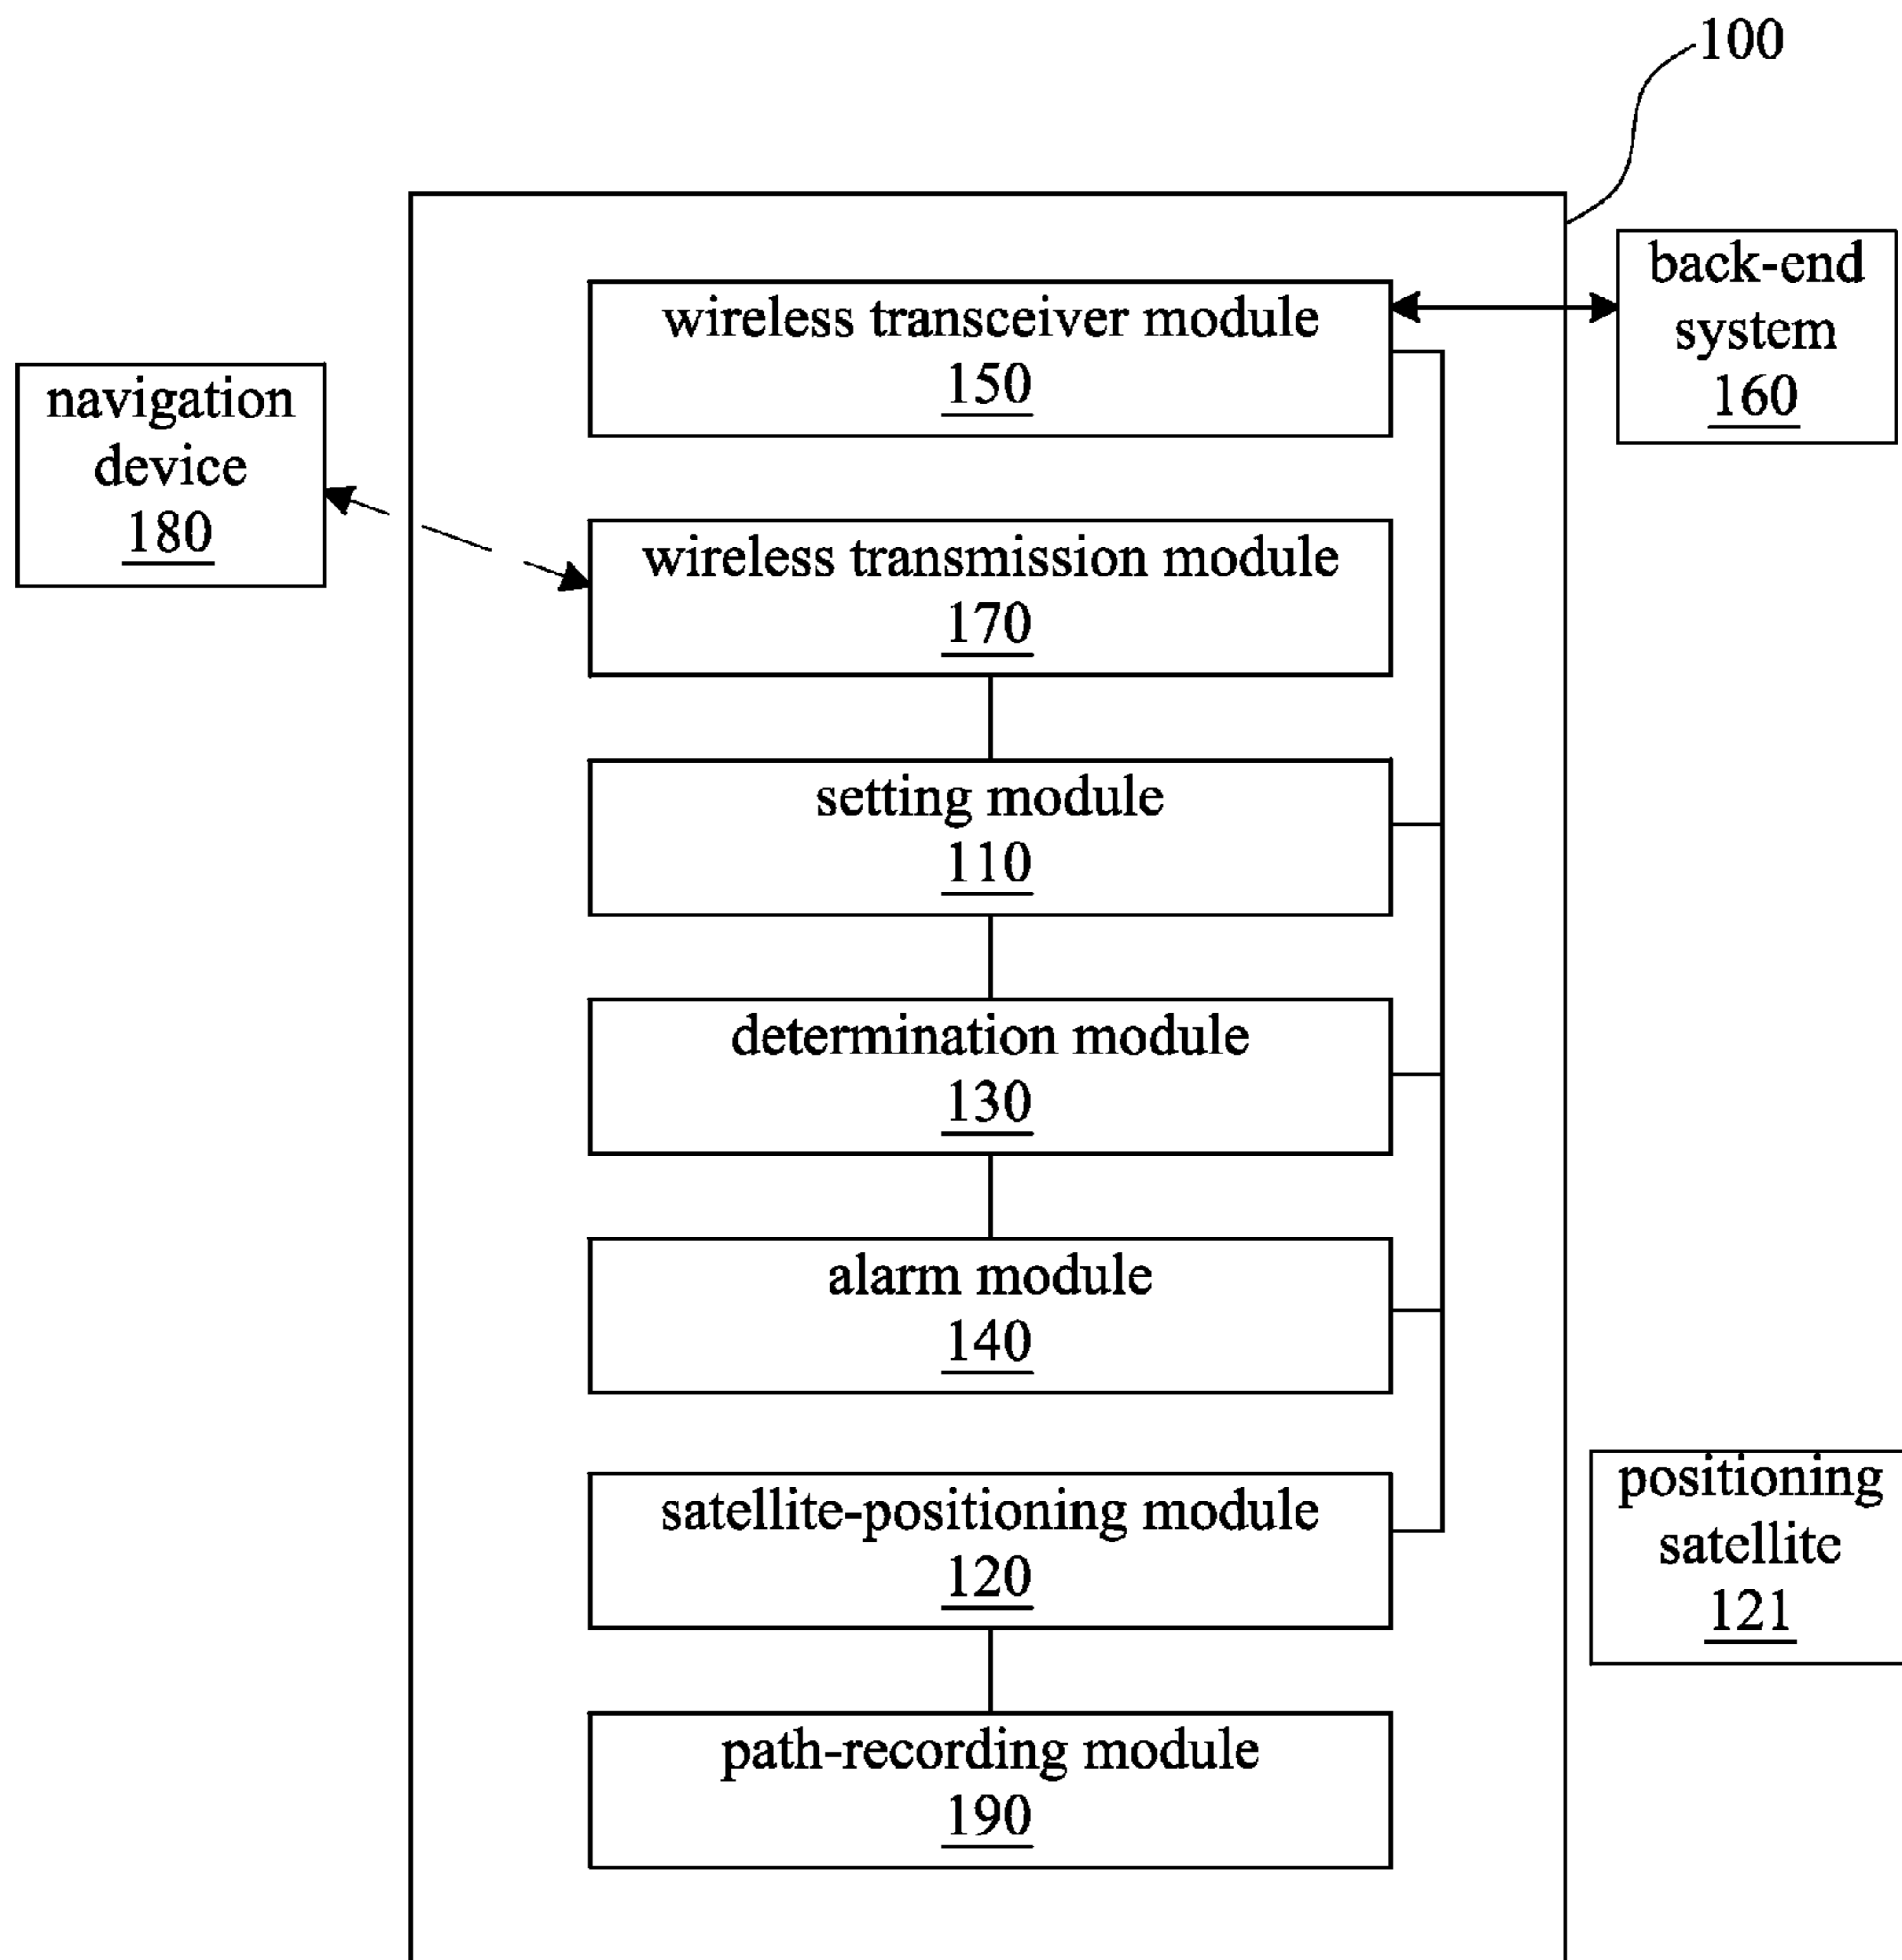 100
back-end
system
160
wireless transceiver module
150
navigation
device
180
wireless transmission module
170
setting module
110
determination module
130
alarm module
140
satellite-positioning module
120
positioning
satellite
121
path-recording module
190